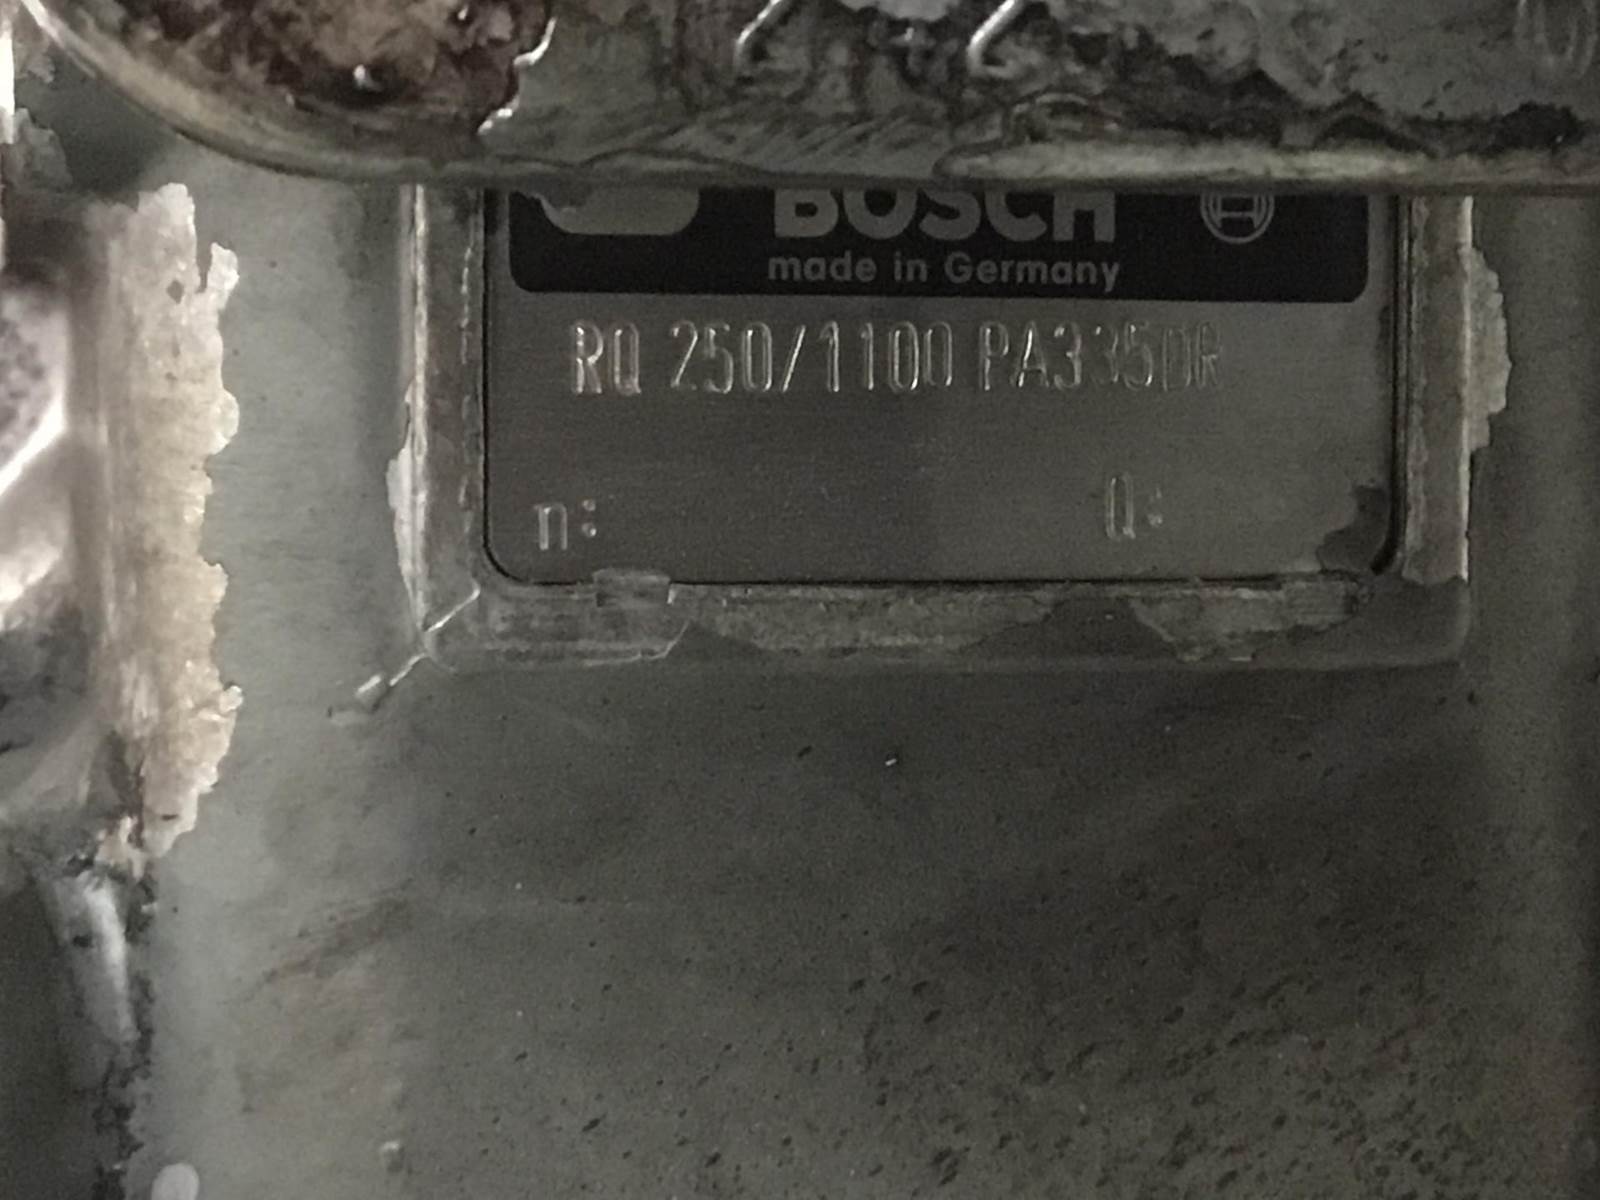 BOSCH
made in Germany
RQ 250/1100 PA335DR
n: Q: